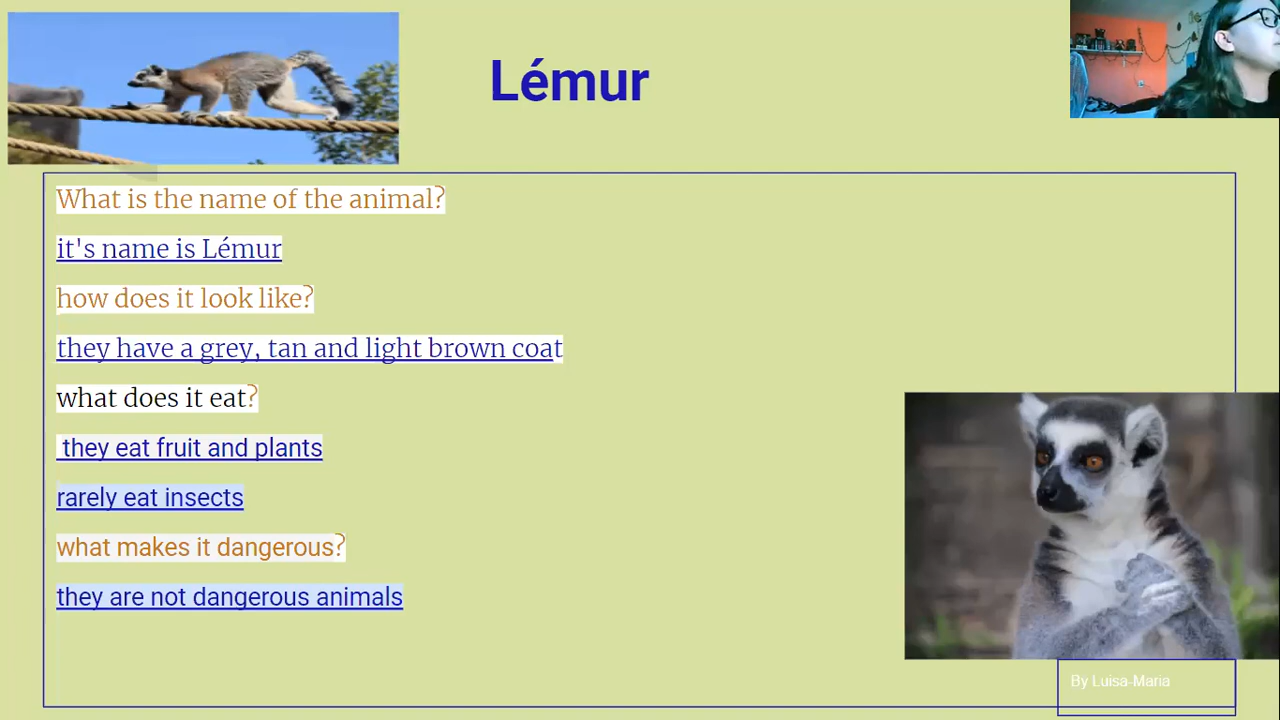 Lémur
What is the name of the animal?
it's name is Lémur
how does it look like?
they have a grey, tan and light brown coat
what does it eat?
they eat fruit and plants
rarely eat insects
what makes it dangerous?
they are not dangerous animals
By Luisa-Maria